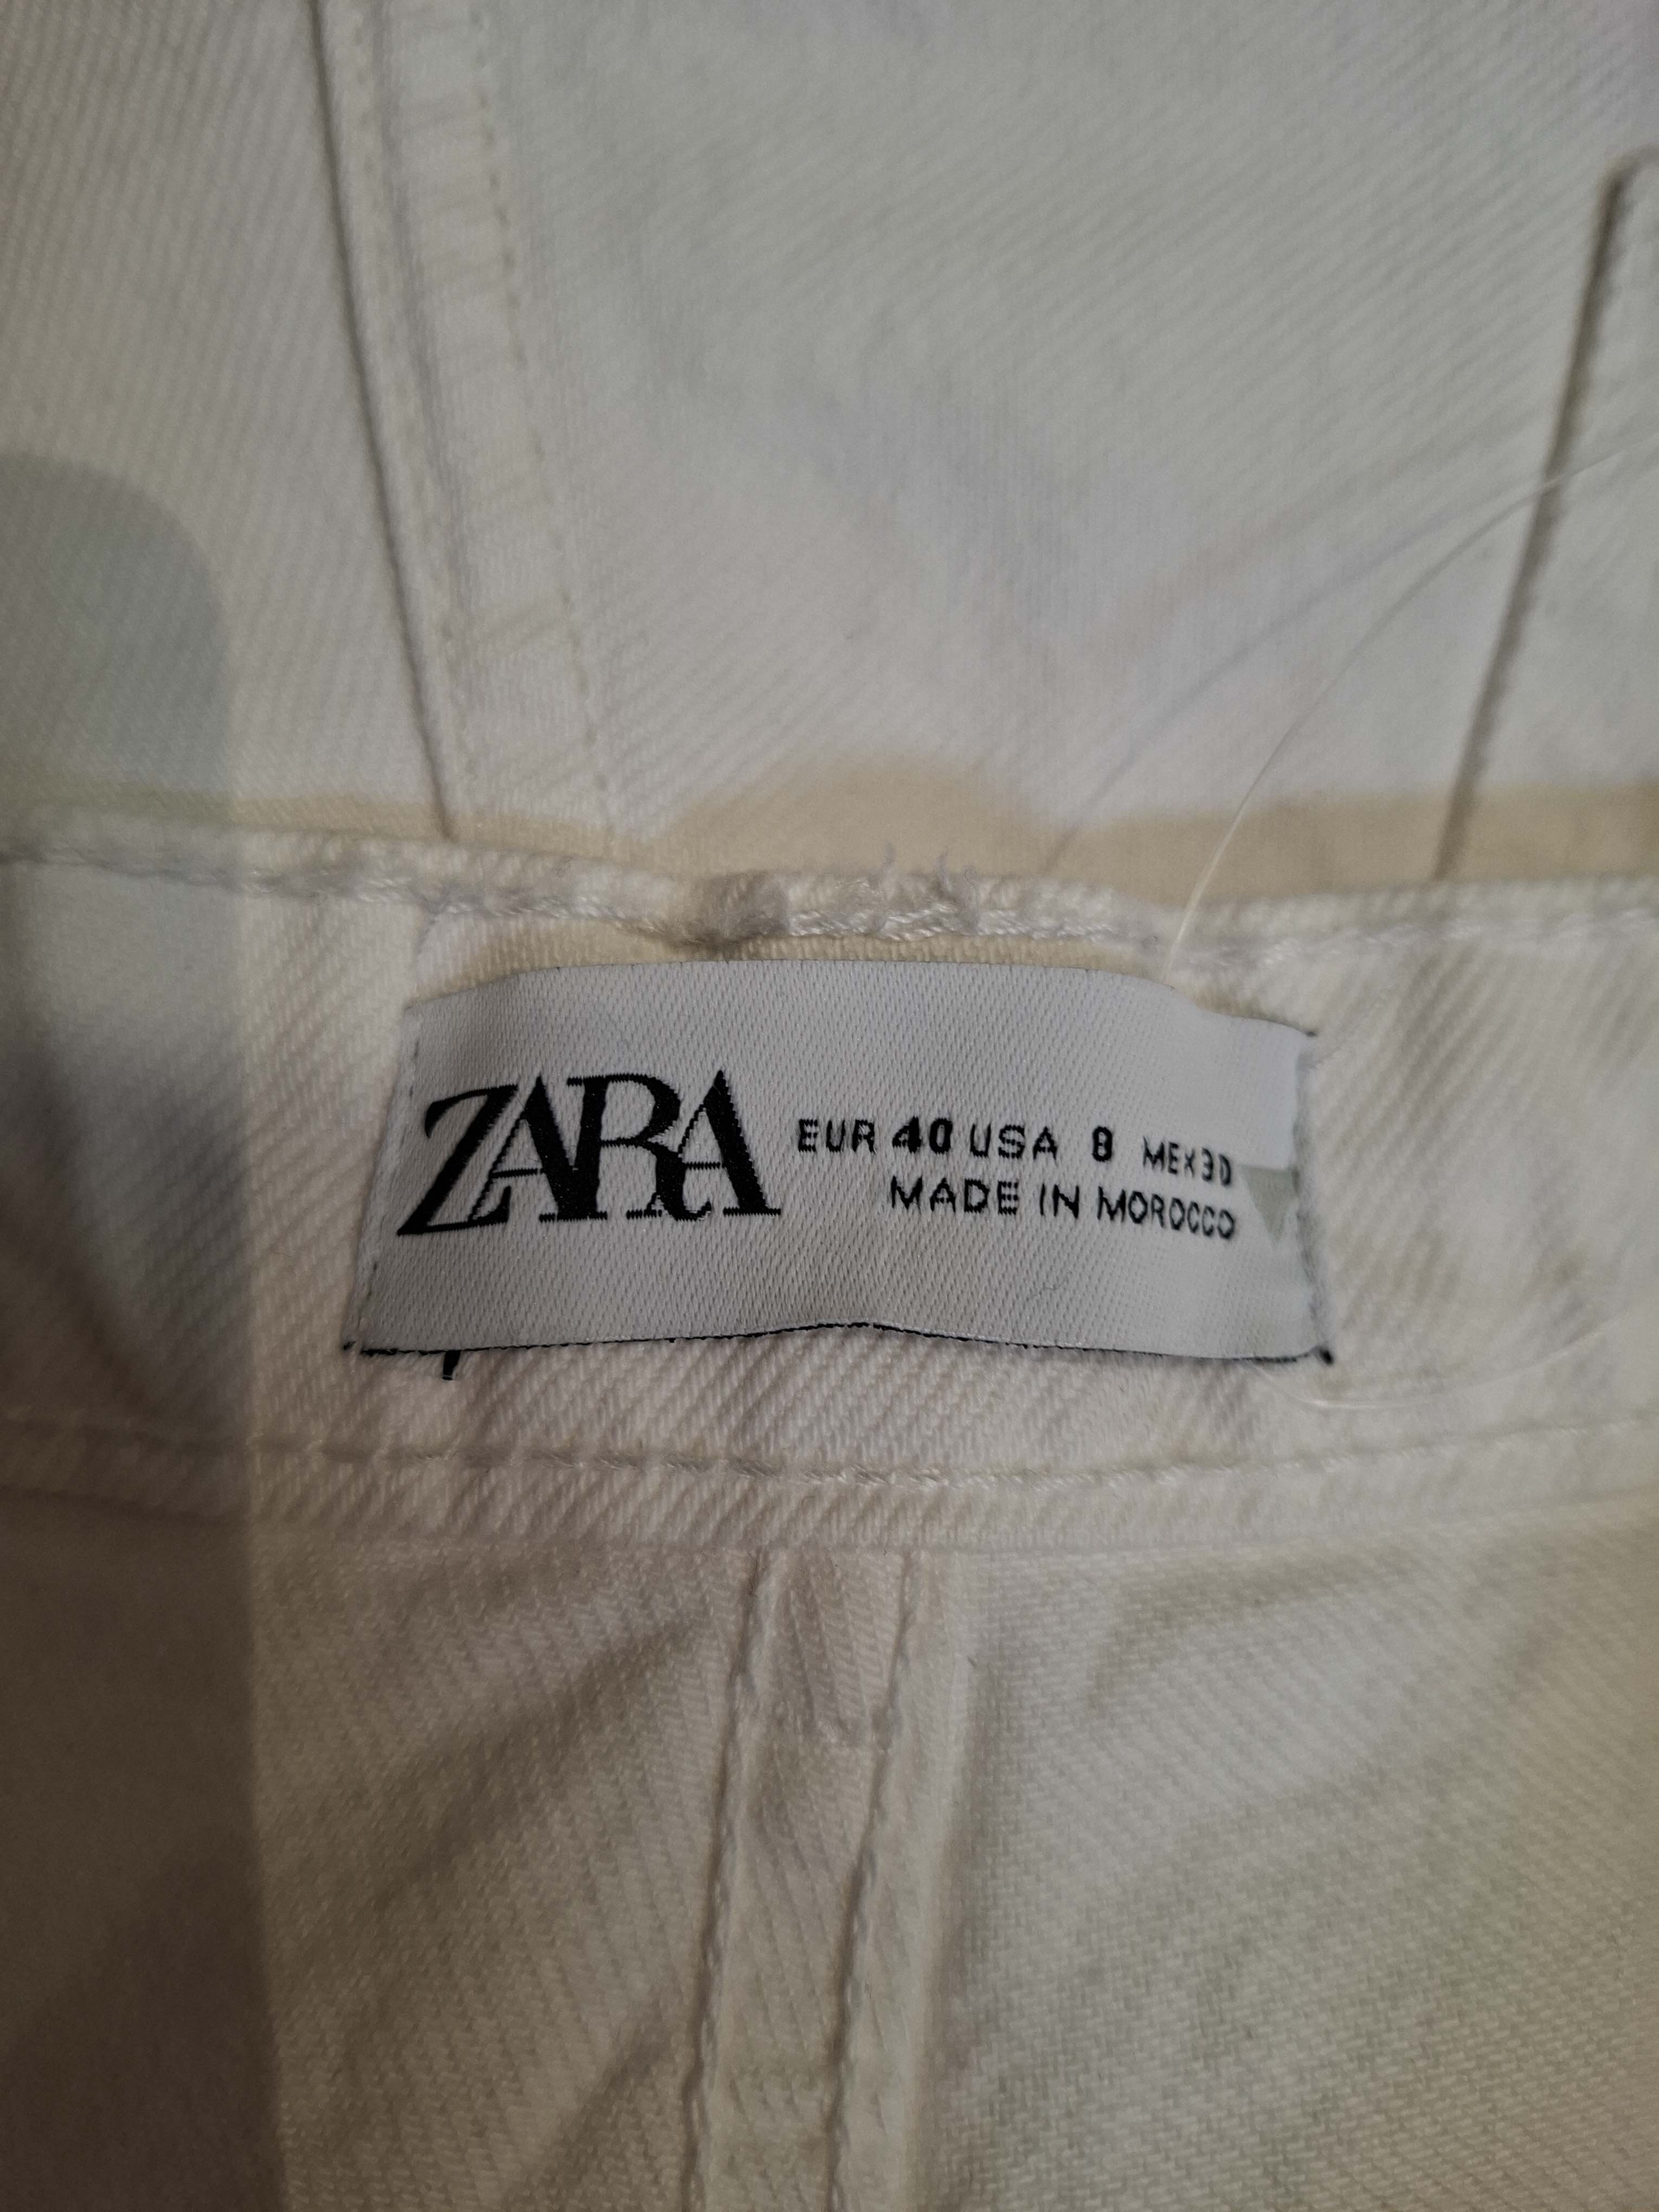 ZARA EUR 40 USA 8 MEX 30
MADE IN MOROCCO